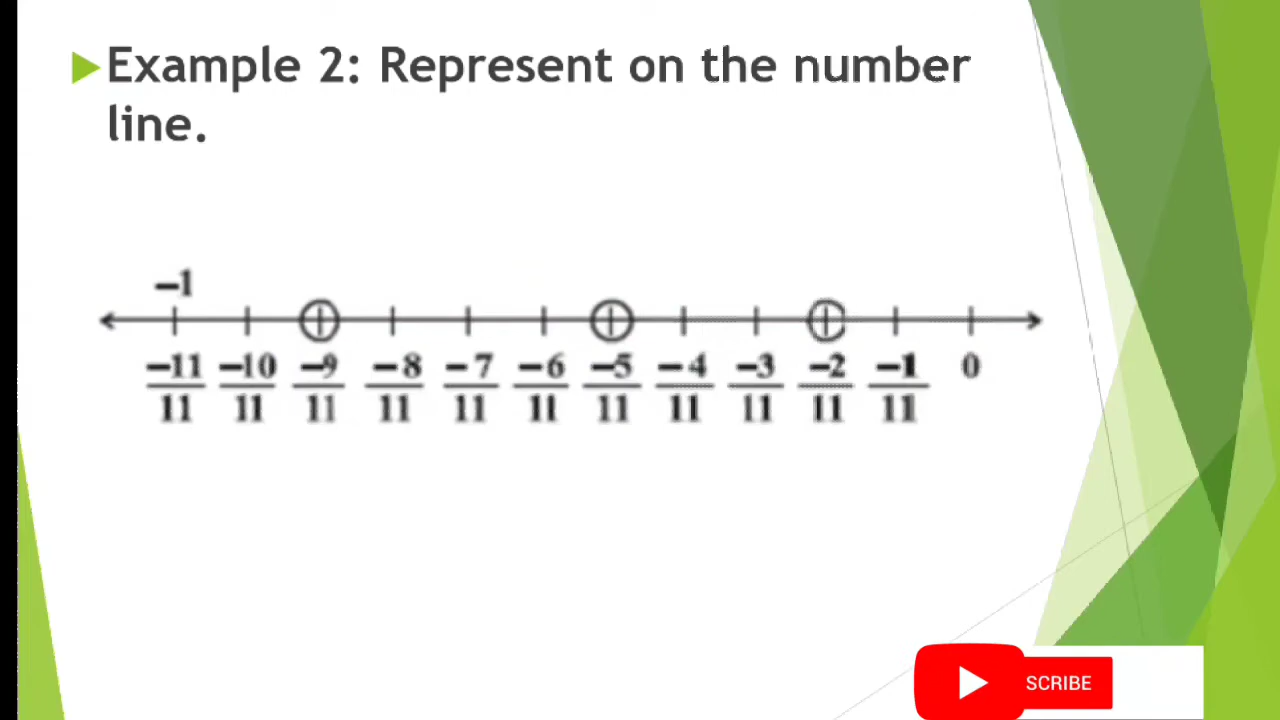 Example 2: Represent on the number
line.
–1
–11 –10 –9 –8 –7 –6 –5 –4 –3 –2 –1 0
11 11 11 11 11 11 11 11 11 11 11
SCRIBE